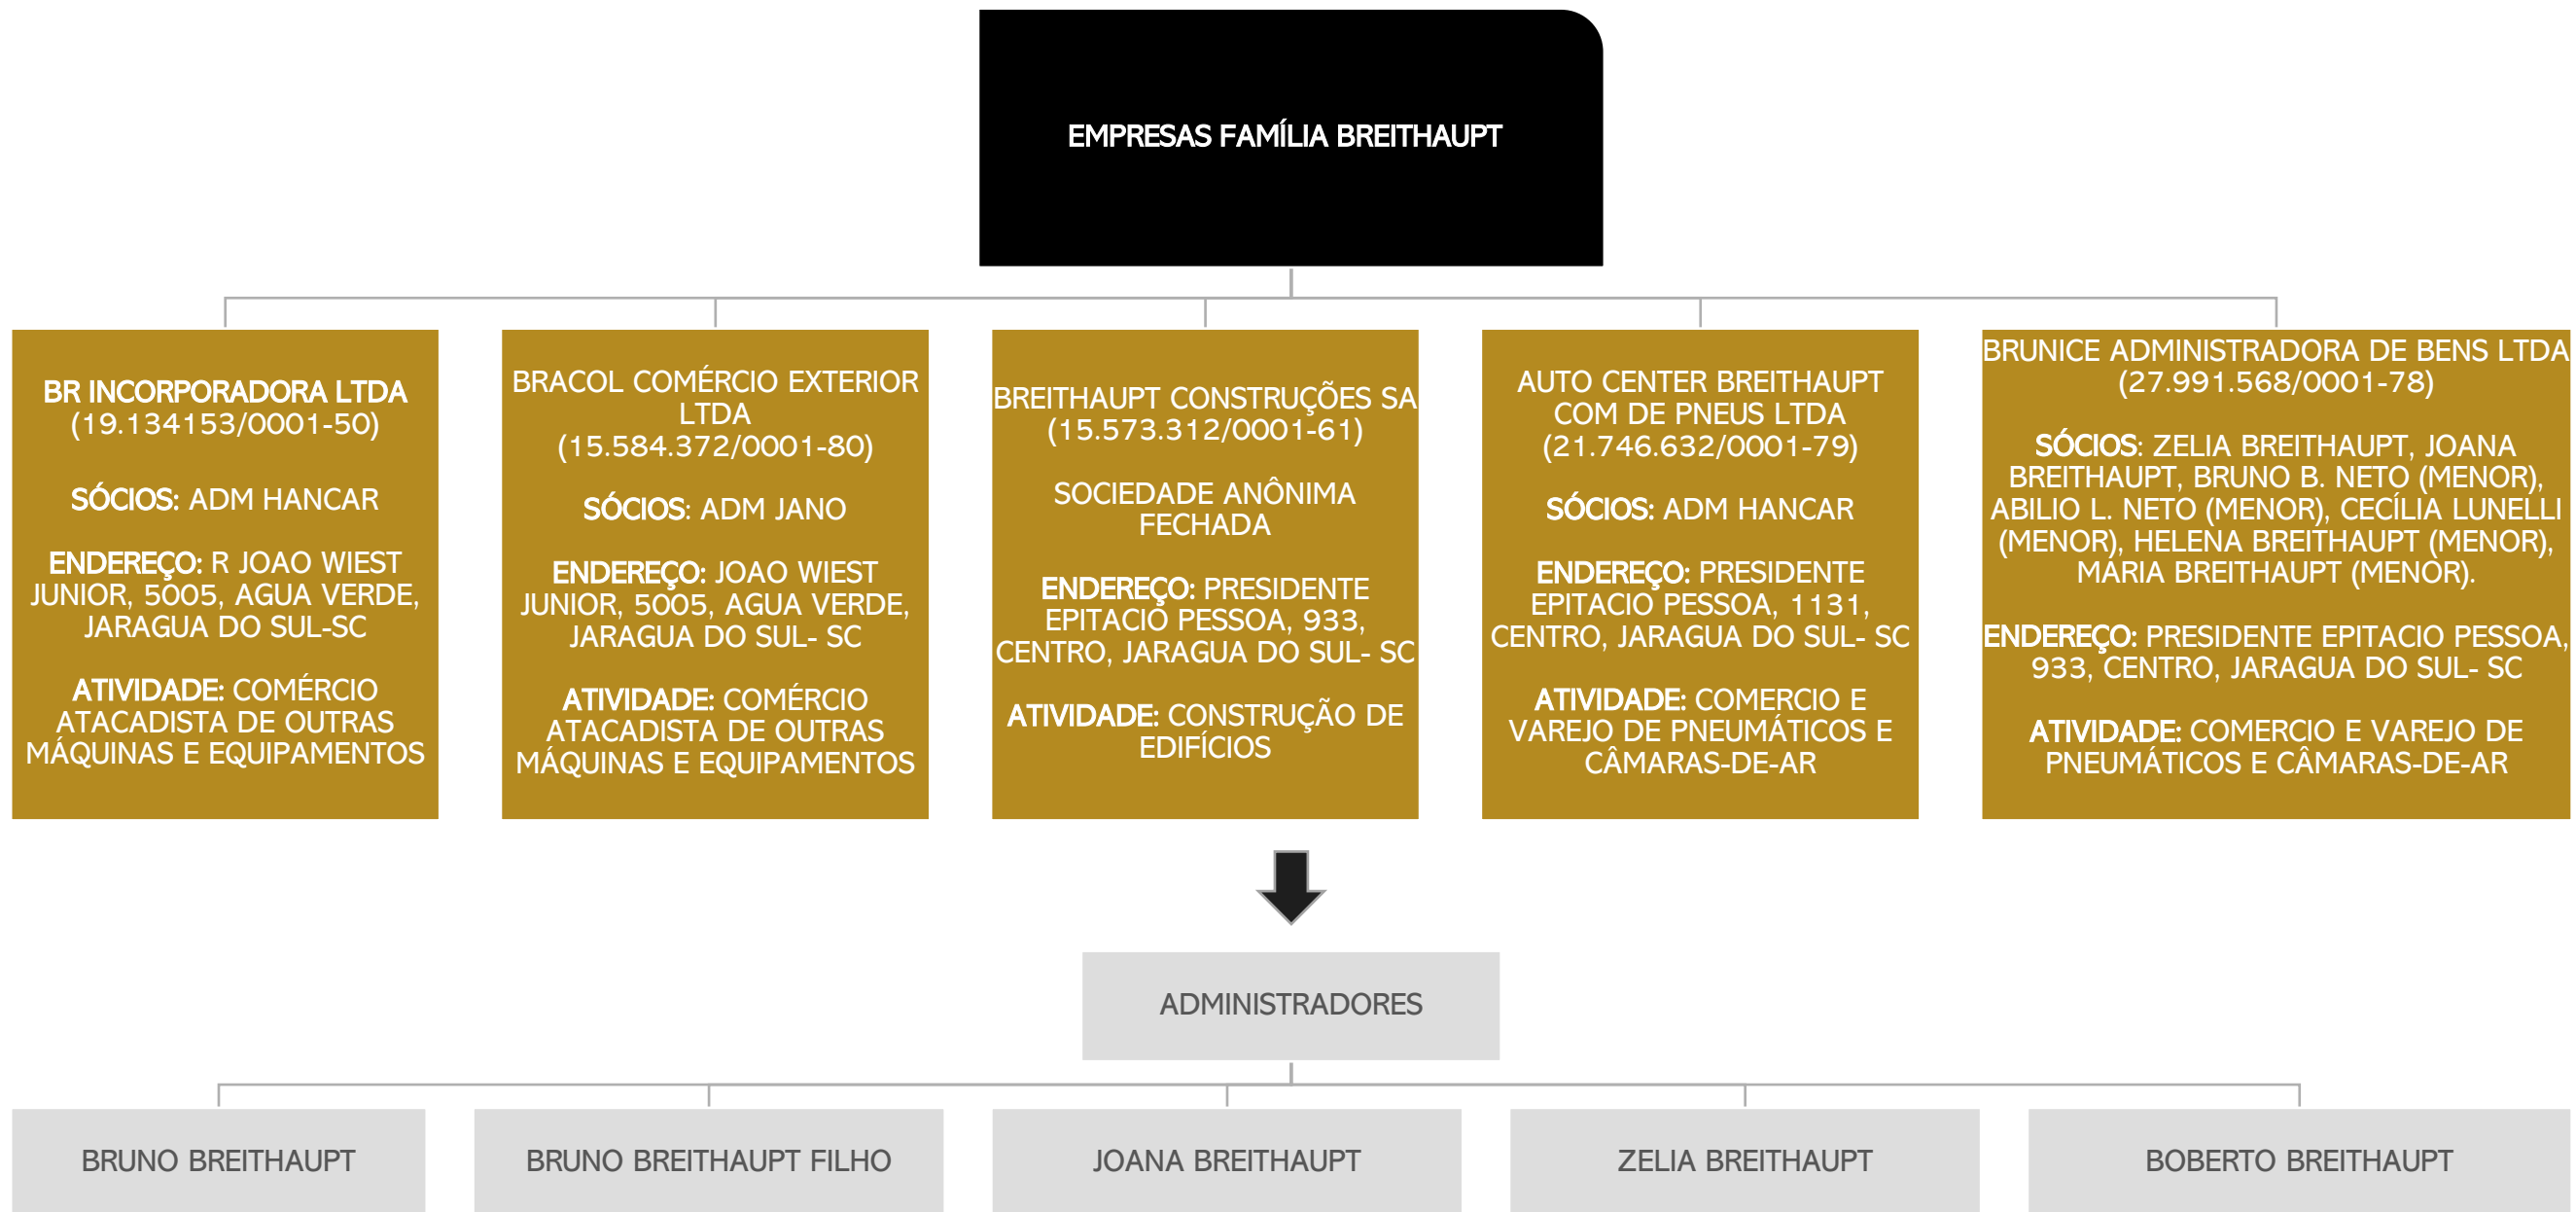 EMPRESAS FAMÍLIA BREITHAUPT
BR INCORPORADORA LTDA
(19.134153/0001-50)
SÓCIOS: ADM HANCAR
ENDEREÇO: R JOAO WIEST
JUNIOR, 5005, AGUA VERDE,
JARAGUA DO SUL-SC
ATIVIDADE: COMÉRCIO
ATACADISTA DE OUTRAS
MÁQUINAS E EQUIPAMENTOS
BRACOL COMÉRCIO EXTERIOR
LTDA
(15.584.372/0001-80)
SÓCIOS: ADM JANO
ENDEREÇO: JOAO WIEST
JUNIOR, 5005, AGUA VERDE,
JARAGUA DO SUL- SC
ATIVIDADE: COMÉRCIO
ATACADISTA DE OUTRAS
MÁQUINAS E EQUIPAMENTOS
BREITHAUPT CONSTRUÇÕES SA
(15.573.312/0001-61)
SOCIEDADE ANÔNIMA
FECHADA
ENDEREÇO: PRESIDENTE
EPITACIO PESSOA, 933,
CENTRO, JARAGUA DO SUL- SC
ATIVIDADE: CONSTRUÇÃO DE
EDIFÍCIOS
AUTO CENTER BREITHAUPT
COM DE PNEUS LTDA
(21.746.632/0001-79)
SÓCIOS: ADM HANCAR
ENDEREÇO: PRESIDENTE
EPITACIO PESSOA, 1131,
CENTRO, JARAGUA DO SUL- SC
ATIVIDADE: COMERCIO E
VAREJO DE PNEUMÁTICOS E
CÂMARAS-DE-AR
BRUNICE ADMINISTRADORA DE BENS LTDA
(27.991.568/0001-78)
SÓCIOS: ZELIA BREITHAUPT, JOANA
BREITHAUPT, BRUNO B. NETO (MENOR),
ABILIO L. NETO (MENOR), CECÍLIA LUNELLI
(MENOR), HELENA BREITHAUPT (MENOR),
MARIA BREITHAUPT (MENOR).
ENDEREÇO: PRESIDENTE EPITACIO PESSOA,
933, CENTRO, JARAGUA DO SUL- SC
ATIVIDADE: COMERCIO E VAREJO DE
PNEUMÁTICOS E CÂMARAS-DE-AR
ADMINISTRADORES
BRUNO BREITHAUPT
BRUNO BREITHAUPT FILHO
JOANA BREITHAUPT
ZELIA BREITHAUPT
BOBERTO BREITHAUPT